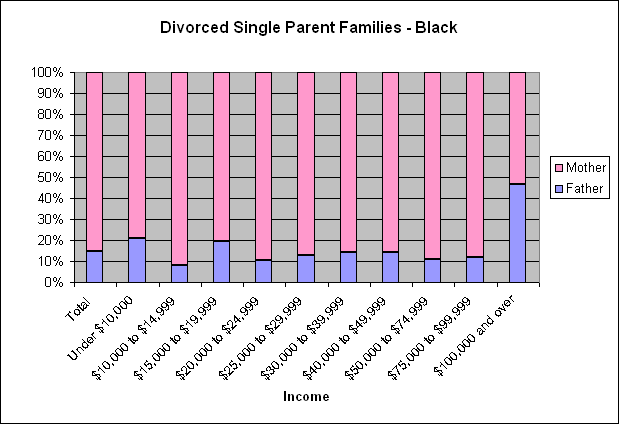 Divorced Single Parent Families - Black
100%
90%
80%
70%
60%
50%
40%
30%
20%
10%
0%
Mother
Father
Total
Under $10,000
$10,000 to $14,999
$15,000 to $19,999
$20,000 to $24,999
$25,000 to $29,999
$30,000 to $39,999
$40,000 to $49,999
$50,000 to $74,999
$75,000 to $99,999
$100,000 and over
Income